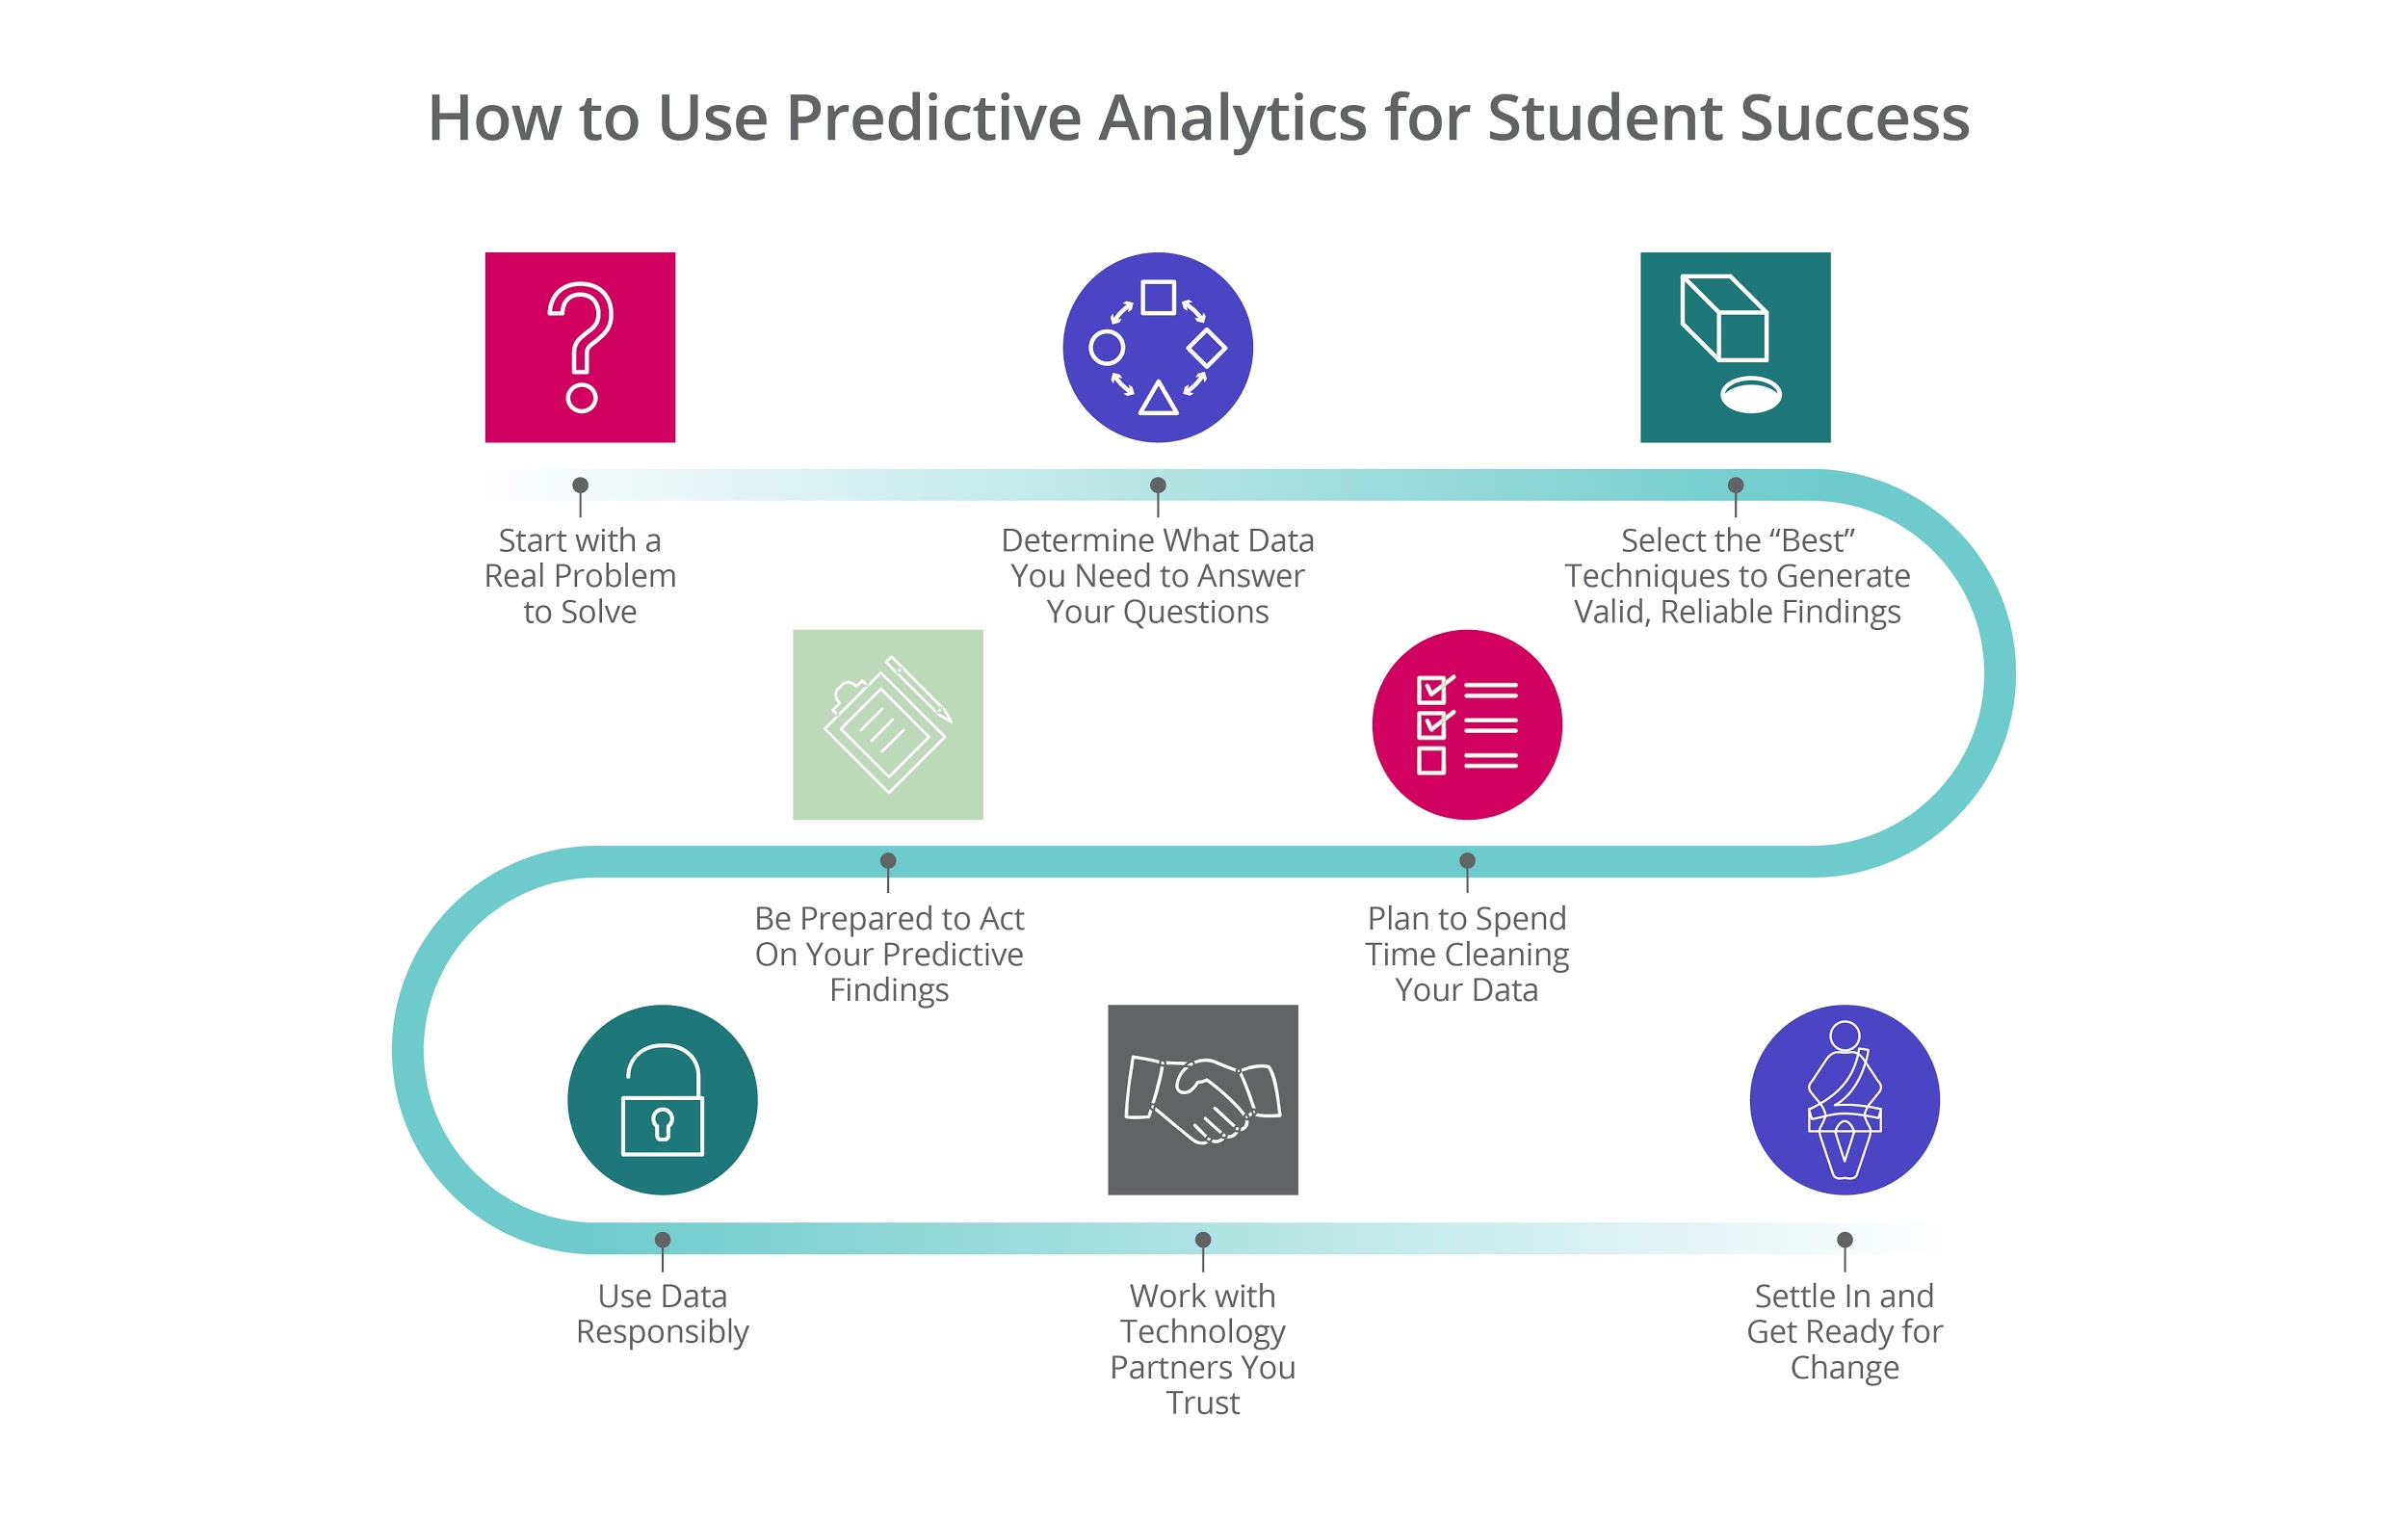 How to Use Predictive Analytics for Student Success
Start with a
Real Problem
to Solve
Determine What Data
You Need to Answer
Your Questions
Select the “Best”
Techniques to Generate
Valid, Reliable Findings
Plan to Spend
Time Cleaning
Your Data
Be Prepared to Act
On Your Predictive
Findings
Use Data
Responsibly
Work with
Technology
Partners You
Trust
Settle In and
Get Ready for
Change